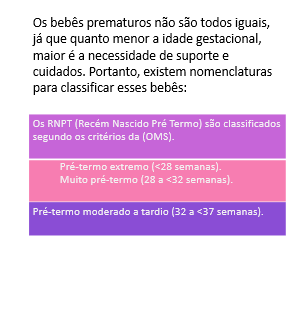 Os bebês prematuros não são todos iguais,
já que quanto menor a idade gestacional,
maior é a necessidade de suporte e
cuidados. Portanto, existem nomenclaturas
para classificar esses bebês:
Os RNPT (Recém Nascido Pré Termo) são classificados
segundo os critérios da (OMS).
Pré-termo extremo (<28 semanas).
Muito pré-termo (28 a <32 semanas).
Pré-termo moderado a tardio (32 a <37 semanas).